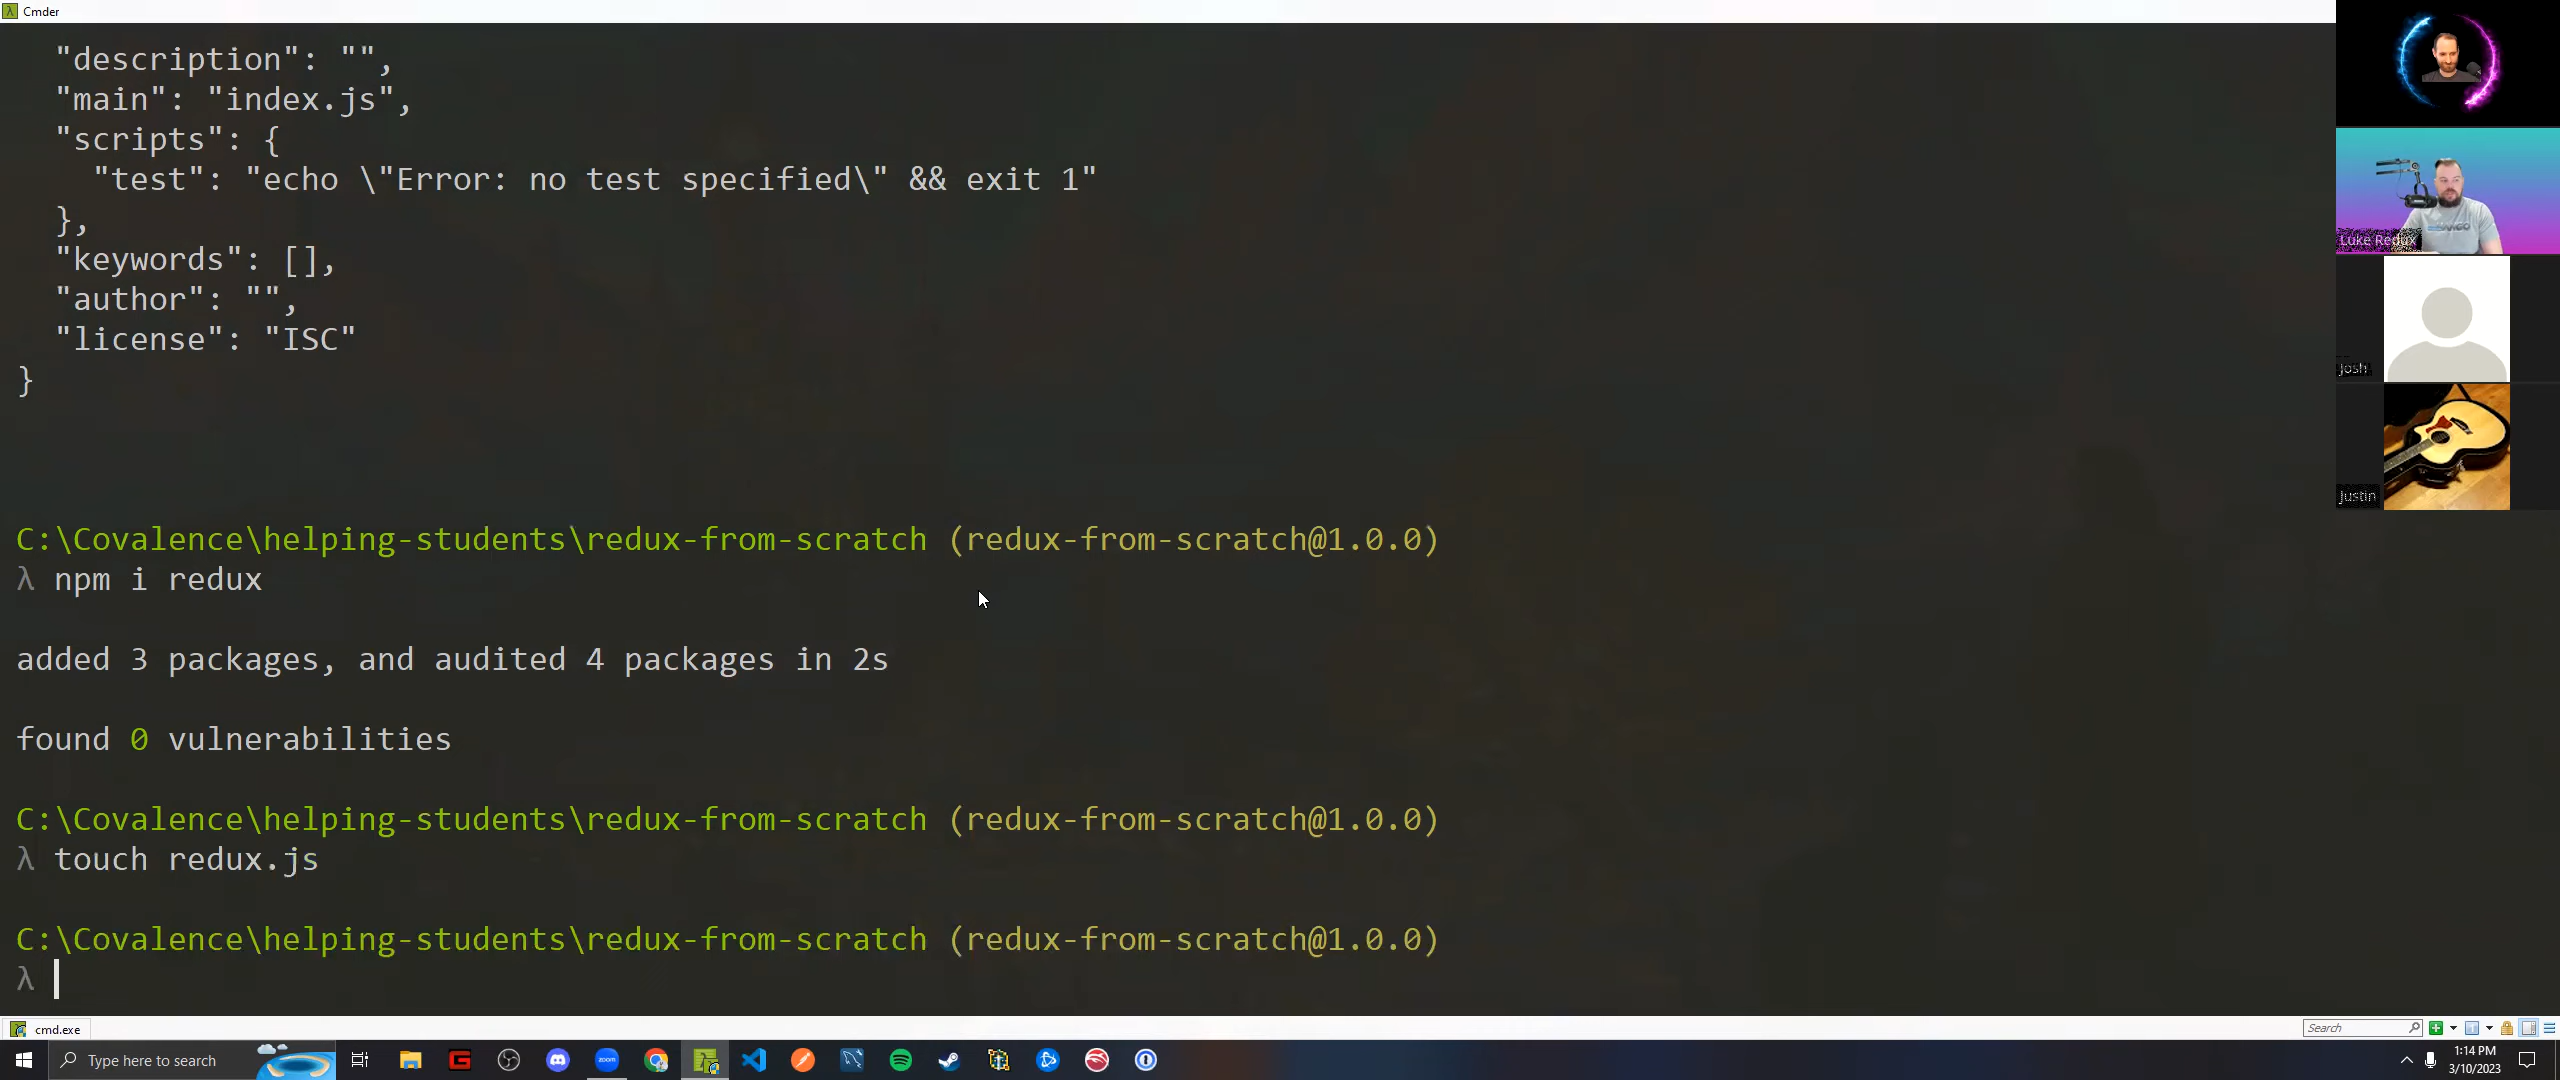 Cmder
"description": "",
"main": "index.js",
"scripts": {
"test": "echo \"Error: no test specified\" && exit 1"
},
"keywords": [],
"author": "",
"license": "ISC"
}
C:\Covalence\helping-students\redux-from-scratch (redux-from-scratch@1.0.0)
λ npm i redux
added 3 packages, and audited 4 packages in 2s
found 0 vulnerabilities
C:\Covalence\helping-students\redux-from-scratch (redux-from-scratch@1.0.0)
λ touch redux.js
C:\Covalence\helping-students\redux-from-scratch (redux-from-scratch@1.0.0)
λ
Luke Redux
Josh
Justin
cmd.exe
Search
Type here to search
zoom
1:14 PM
3/10/2023